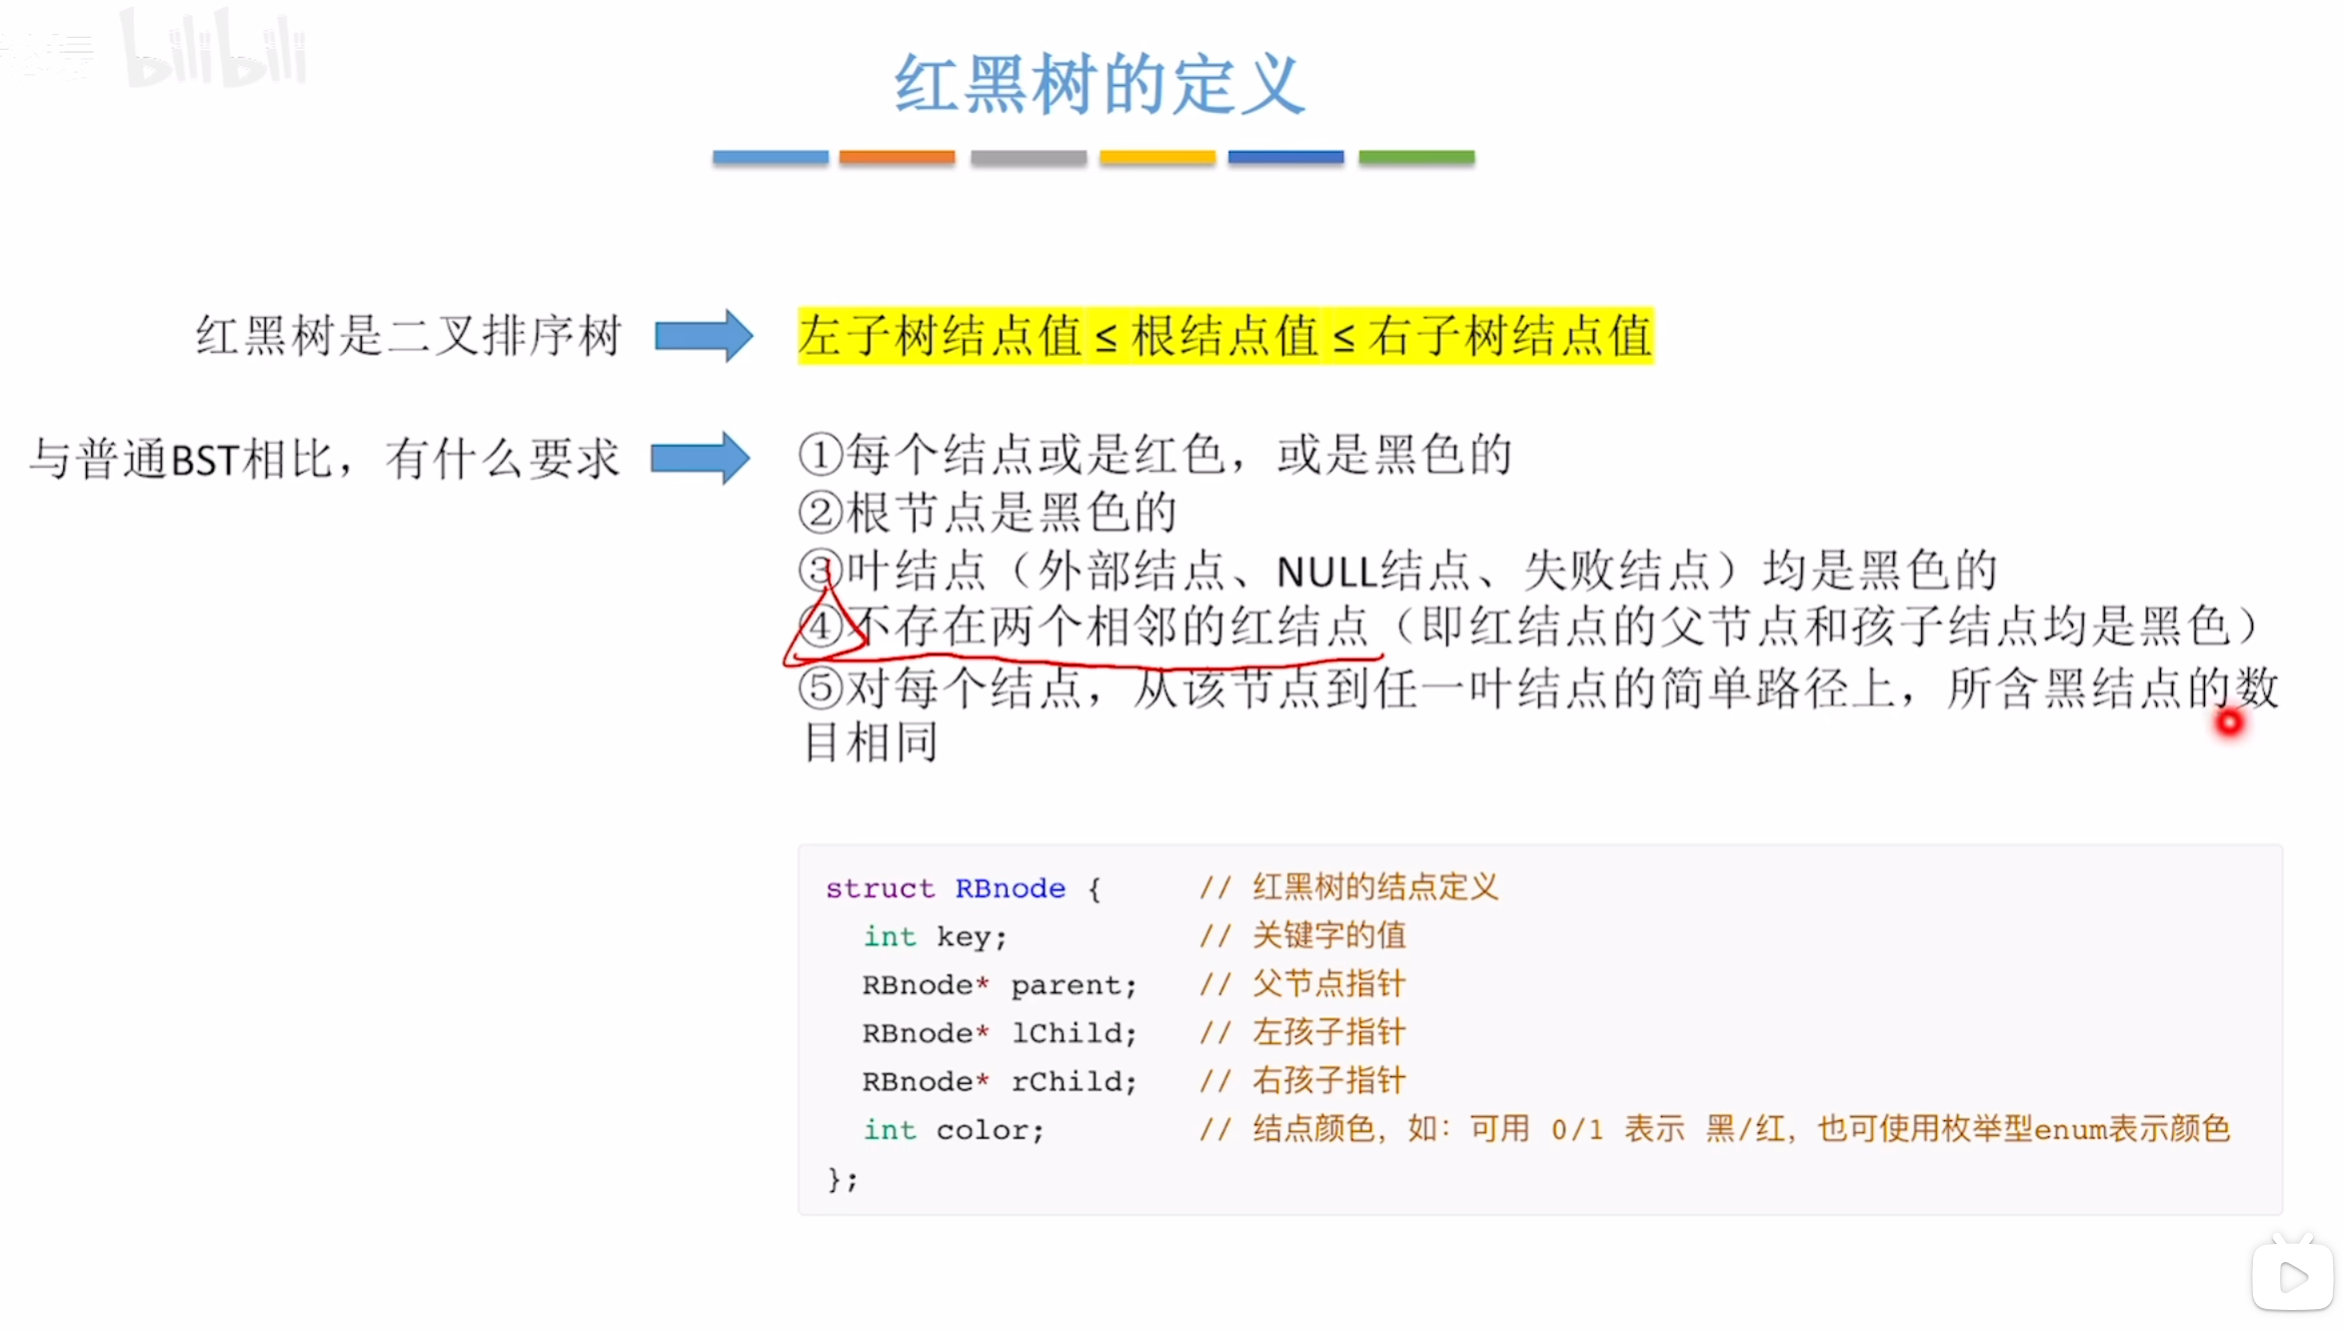 bilibili
红黑树的定义
红黑树是二叉排序树
左子树结点值 ≤ 根结点值 ≤ 右子树结点值
与普通BST相比，有什么要求
①每个结点或是红色，或是黑色的
②根节点是黑色的
③叶结点（外部结点、NULL结点、失败结点）均是黑色的
④不存在两个相邻的红结点（即红结点的父节点和孩子结点均是黑色）
⑤对每个结点，从该节点到任一叶结点的简单路径上，所含黑结点的数
目相同
struct RBnode { // 红黑树的结点定义
int key; // 关键字的值
RBnode* parent; // 父节点指针
RBnode* lChild; // 左孩子指针
RBnode* rChild; // 右孩子指针
int color; // 结点颜色，如：可用 0/1 表示 黑/红，也可使用枚举型enum表示颜色
};